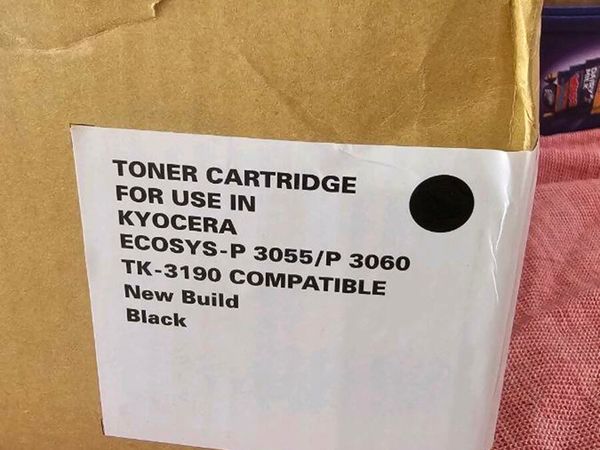 TONER CARTRIDGE
FOR USE IN
KYOCERA
ECOSYS-P 3055/P 3060
TK-3190 COMPATIBLE
New Build
Black